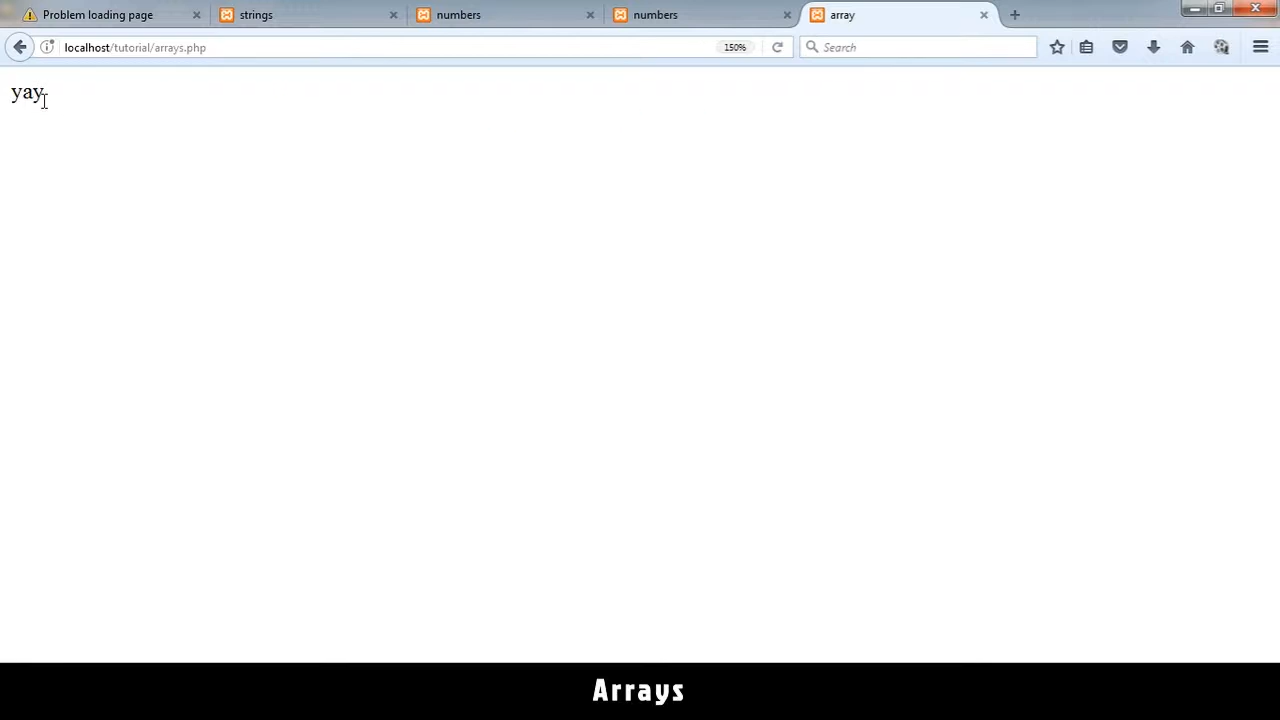 Problem loading page
strings
numbers
numbers
array
localhost/tutorial/arrays.php
150%
Search
yay
Arrays